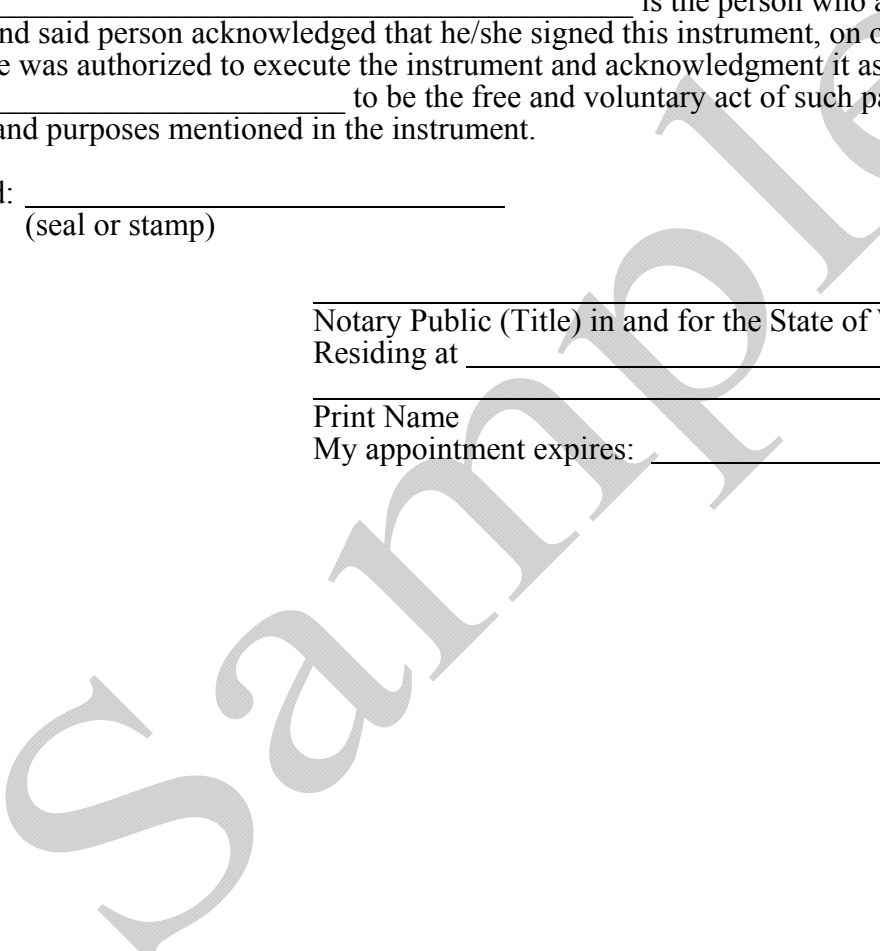 is the person who a
nd said person acknowledged that he/she signed this instrument, on o
e was authorized to execute the instrument and acknowledgment it as
to be the free and voluntary act of such pa
and purposes mentioned in the instrument.
d:
(seal or stamp)
Notary Public (Title) in and for the State of
Residing at
Print Name
My appointment expires:
Sample